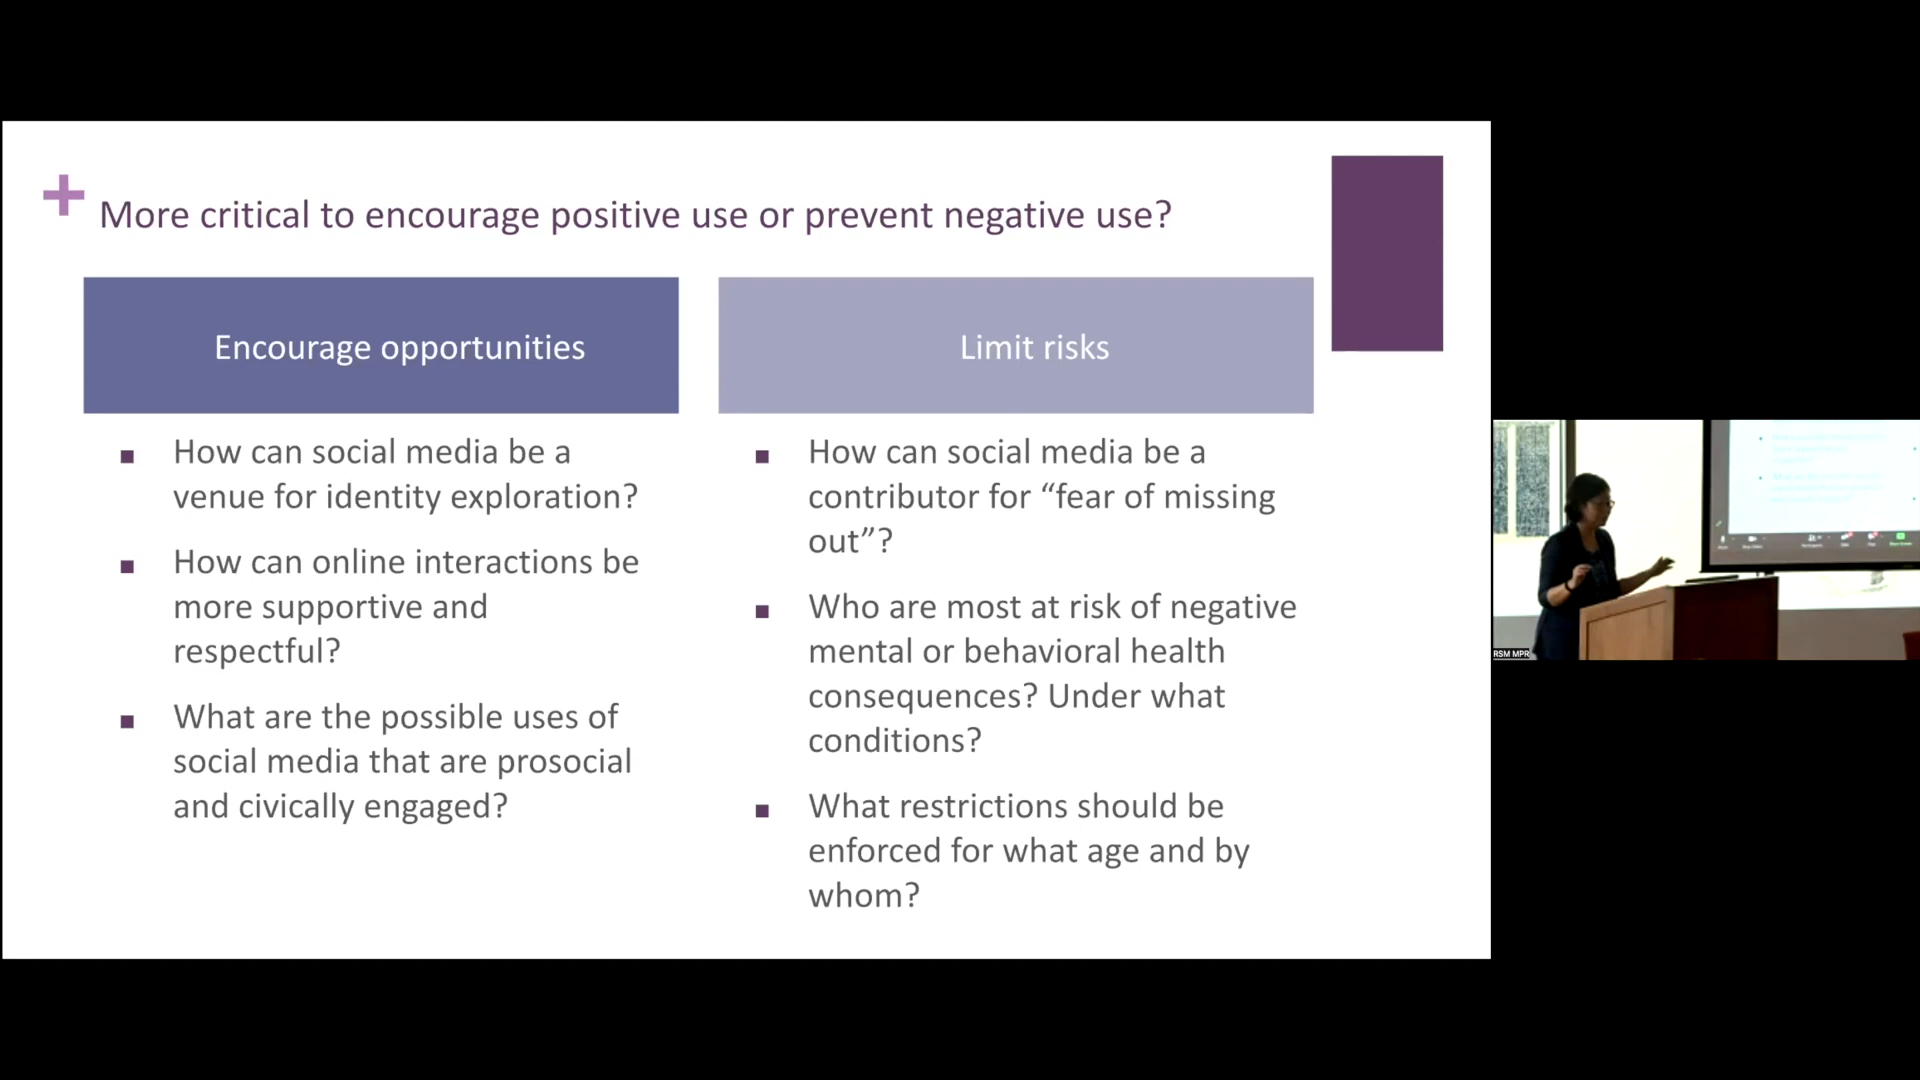 +
More critical to encourage positive use or prevent negative use?
Encourage opportunities
▪ How can social media be a
venue for identity exploration?
▪ How can online interactions be
more supportive and
respectful?
▪ What are the possible uses of
social media that are prosocial
and civically engaged?
Limit risks
▪ How can social media be a
contributor for “fear of missing
out”?
▪ Who are most at risk of negative
mental or behavioral health
consequences? Under what
conditions?
▪ What restrictions should be
enforced for what age and by
whom?
RSM MPR